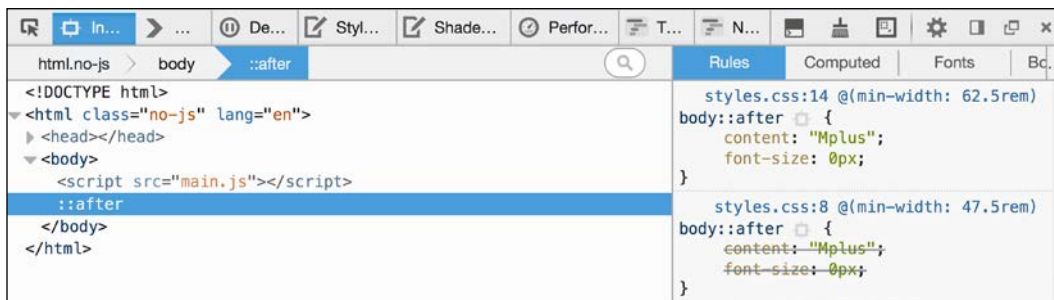 In... ... De... Styl... Shade... Perfor... T... N...
html.no-js body ::after Rules Computed Fonts Bo.
<!DOCTYPE html>
<html class="no-js" lang="en">
<head></head>
<body>
<script src="main.js"></script>
::after
</body>
</html>
styles.css:14 @(min-width: 62.5rem)
body::after {
content: "Mplus";
font-size: 0px;
}
styles.css:8 @(min-width: 47.5rem)
body::after {
content: "Mplus";
font-size: 0px;
}